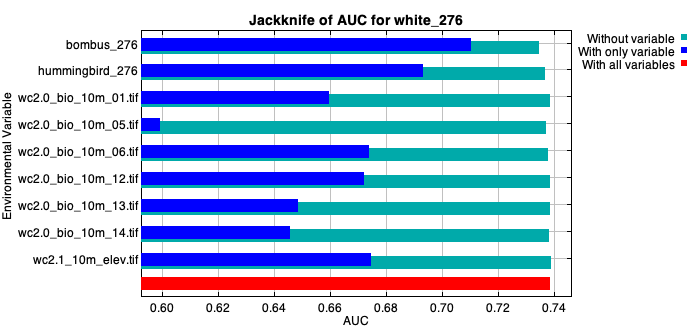 Jackknife of AUC for white_276
Without variable
With only variable
With all variables
Environmental Variable
bombus_276
hummingbird_276
wc2.0_bio_10m_01.tif
wc2.0_bio_10m_05.tif
wc2.0_bio_10m_06.tif
wc2.0_bio_10m_12.tif
wc2.0_bio_10m_13.tif
wc2.0_bio_10m_14.tif
wc2.1_10m_elev.tif
0.60 0.62 0.64 0.66 0.68 0.70 0.72 0.74
AUC